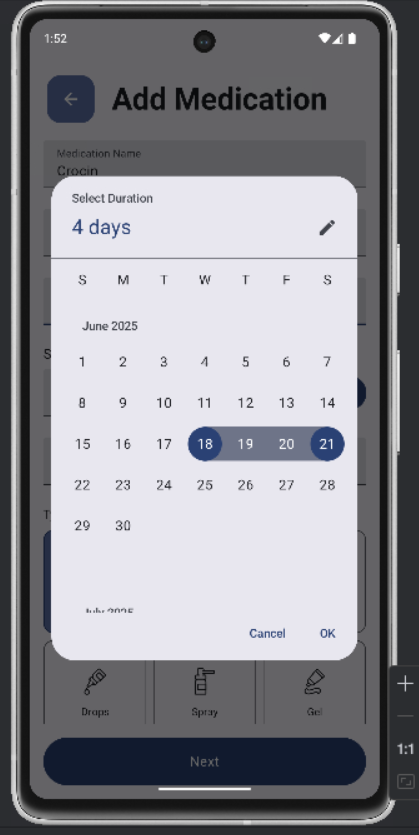 1:52
Add Medication
Medication Name
Crocin
Select Duration
4 days
S M T W T F S
June 2025
1 2 3 4 5 6 7
8 9 10 11 12 13 14
15 16 17 18 19 20 21
22 23 24 25 26 27 28
29 30
July 2025
Cancel OK
S
T
Drops Spray Gel
Next
1:1